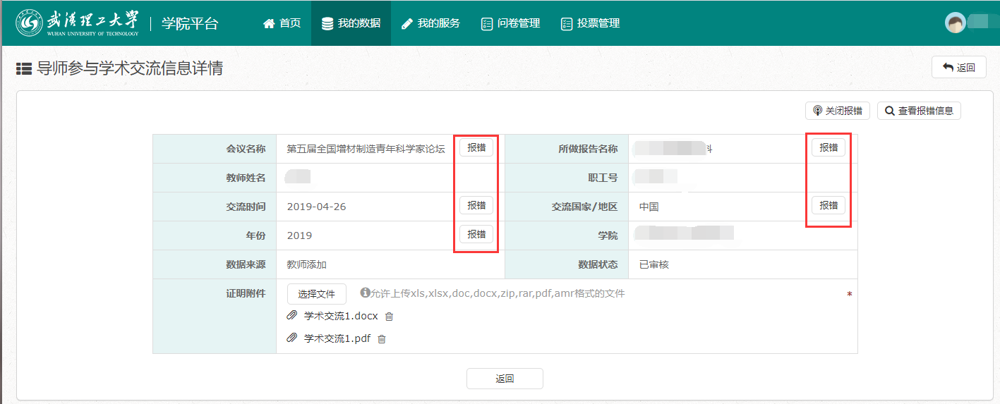 武汉理工大学 学院平台 首页 我的数据 我的服务 问卷管理 投票管理
WUHAN UNIVERSITY OF TECHNOLOGY
导师参与学术交流信息详情 返回
关闭报错 查看报错信息
会议名称 第五届全国增材制造青年科学家论坛 报错 所做报告名称 报错
教师姓名 职工号
交流时间 2019-04-26 报错 交流国家/地区 中国 报错
年份 2019 报错 学院
数据来源 教师添加 数据状态 已审核
证明附件 选择文件 允许上传xls,xlsx,doc,docx,zip,rar,pdf,amr格式的文件 *
学术交流1.docx
学术交流1.pdf
返回